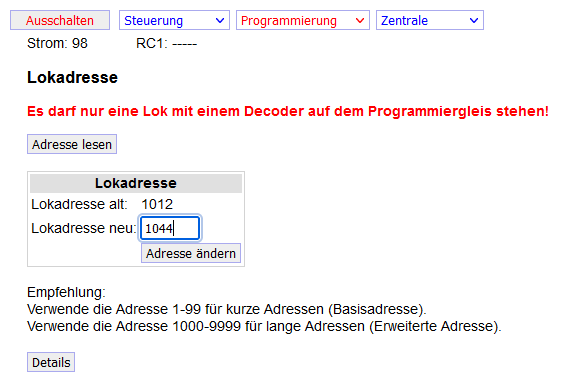 Ausschalten Steuerung Programmierung Zentrale
Strom: 98 RC1: -----
Lokadresse
Es darf nur eine Lok mit einem Decoder auf dem Programmiergleis stehen!
Adresse lesen
Lokadresse
Lokadresse alt: 1012
Lokadresse neu: 1044
Adresse ändern
Empfehlung:
Verwende die Adresse 1-99 für kurze Adressen (Basisadresse).
Verwende die Adresse 1000-9999 für lange Adressen (Erweiterte Adresse).
Details